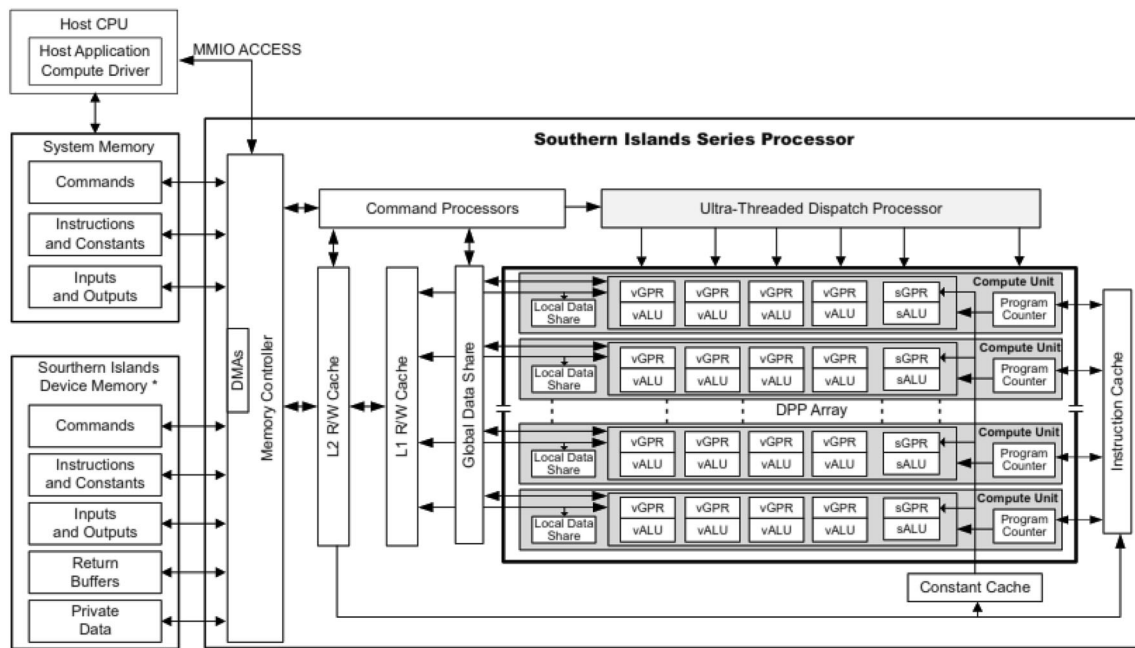 Host CPU
Host Application
Compute Driver
MMIO ACCESS
System Memory
Commands
Instructions
and Constants
Inputs
and Outputs
Sourthern Islands
Device Memory *
Commands
Instructions
and Constants
Inputs
and Outputs
Return
Buffers
Private
Data
Southern Islands Series Processor
DMAs
Memory Controller
Command Processors
Ultra-Threaded Dispatch Processor
L2 R/W Cache
L1 R/W Cache
Global Data Share
Compute Unit
Local Data
Share
vGPR vGPR vGPR vGPR sGPR
vALU vALU vALU vALU sALU
Program
Counter
Compute Unit
Local Data
Share
vGPR vGPR vGPR vGPR sGPR
vALU vALU vALU vALU sALU
Program
Counter
DPP Array
Compute Unit
Local Data
Share
vGPR vGPR vGPR vGPR sGPR
vALU vALU vALU vALU sALU
Program
Counter
Compute Unit
Local Data
Share
vGPR vGPR vGPR vGPR sGPR
vALU vALU vALU vALU sALU
Program
Counter
Instruction Cache
Constant Cache